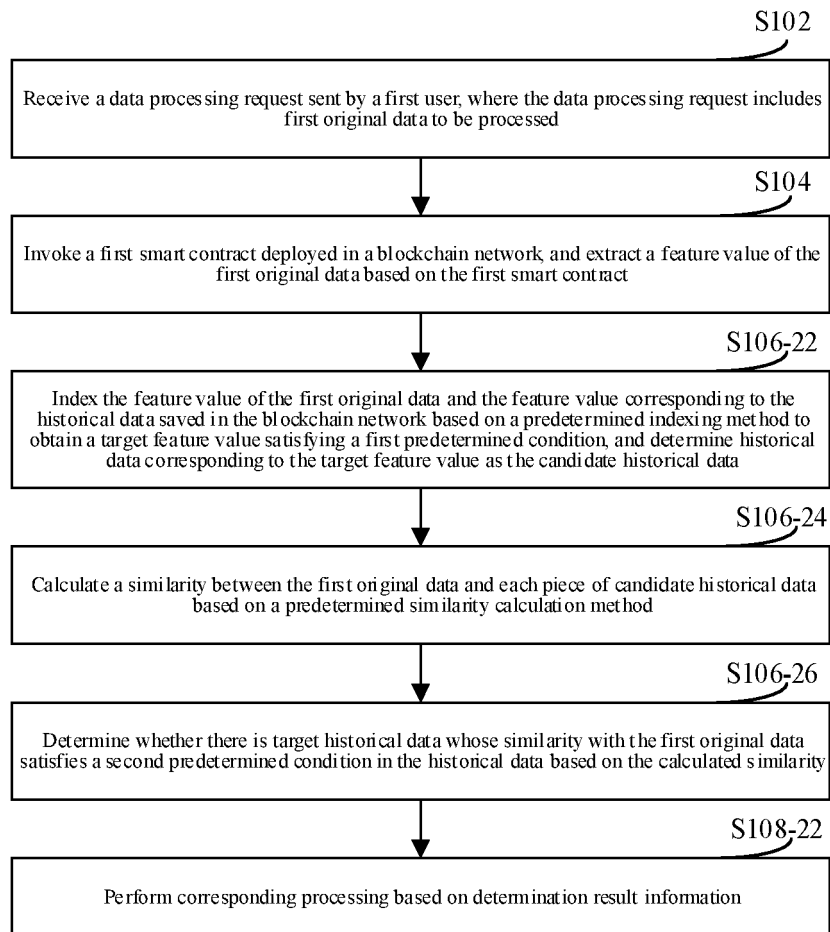 S102
Receive a data processing request sent by a first user, where the data processing request includes
first original data to be processed
S104
Invoke a first smart contract deployed in a blockchain network, and extract a feature value of the
first original data based on the first smart contract
S106-22
Index the feature value of the first original data and the feature value corresponding to the
historical data saved in the blockchain network based on a predetermined indexing method to
obtain a target feature value satisfying a first predetermined condition, and determine historical
data corresponding to the target feature value as the candidate historical data
S106-24
Calculate a similarity between the first original data and each piece of candidate historical data
based on a predetermined similarity calculation method
S106-26
Determine whether there is target historical data whose similarity with the first original data
satisfies a second predetermined condition in the historical data based on the calculated similarity
S108-22
Perform corresponding processing based on determination result information